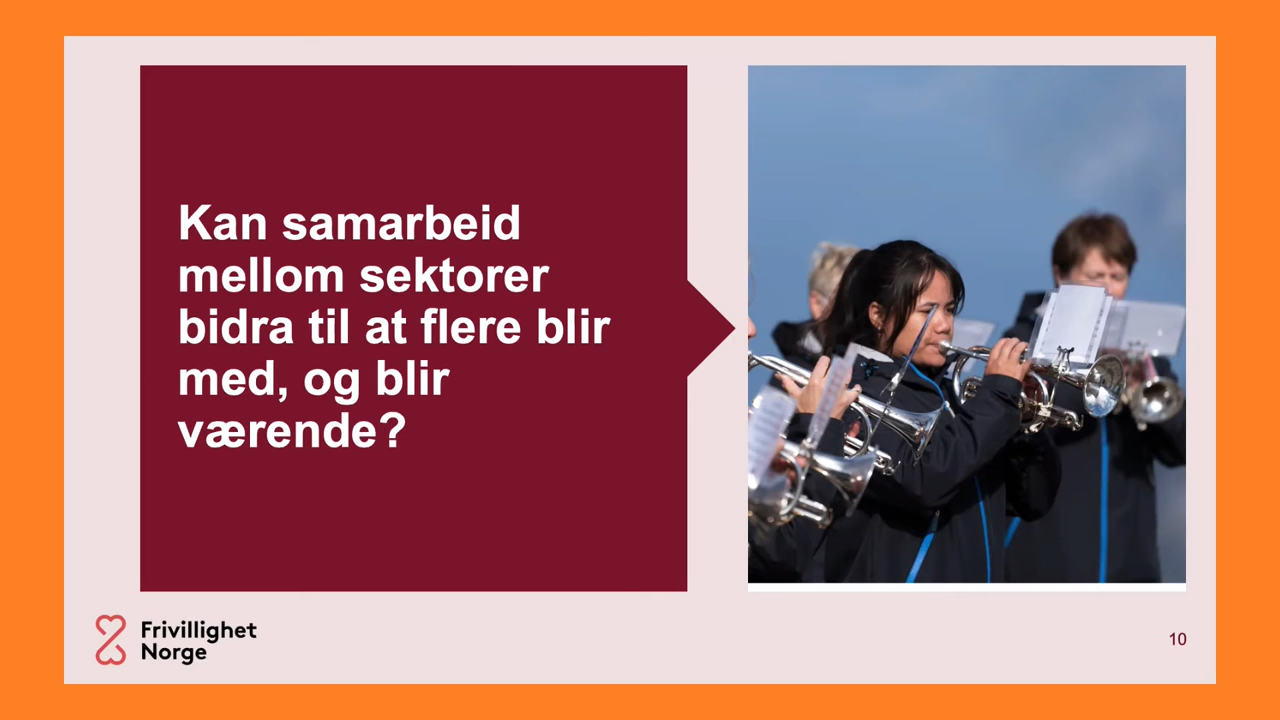 Kan samarbeid
mellom sektorer
bidra til at flere blir
med, og blir
værende?
Frivillighet
Norge
10